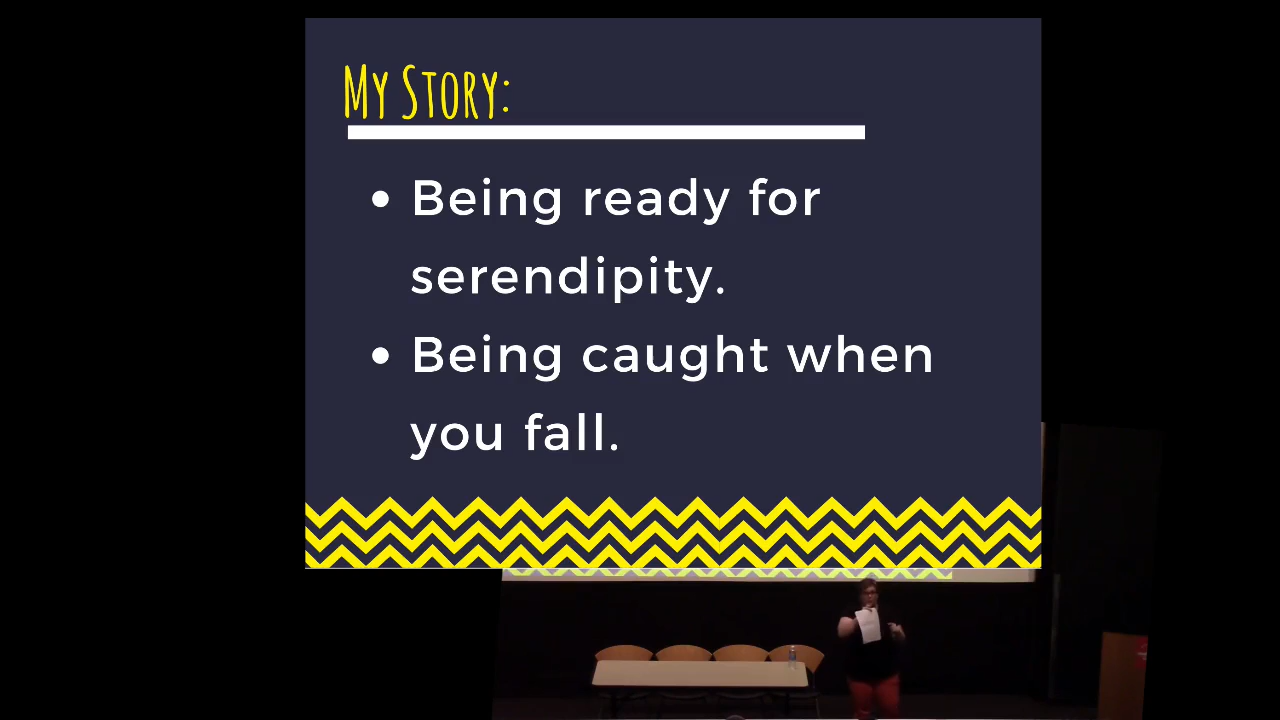 My Story:
• Being ready for
serendipity.
• Being caught when
you fall.